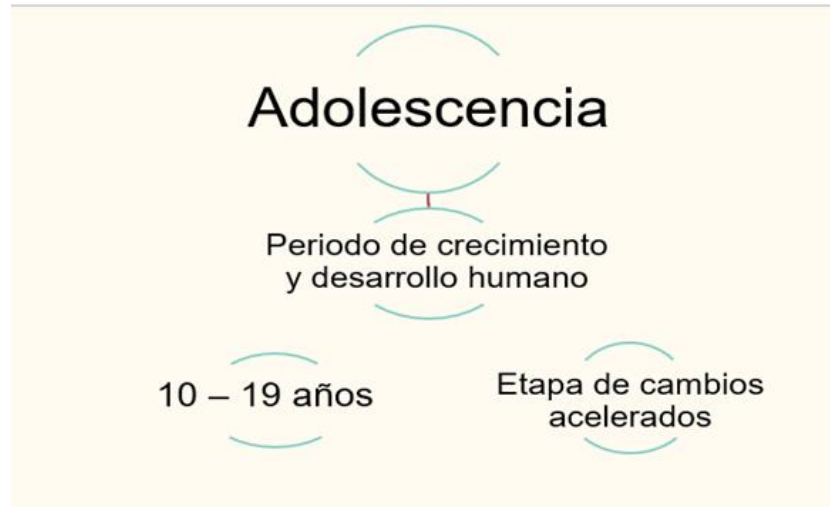 Adolescencia
Periodo de crecimiento
y desarrollo humano
10 – 19 años
Etapa de cambios
acelerados